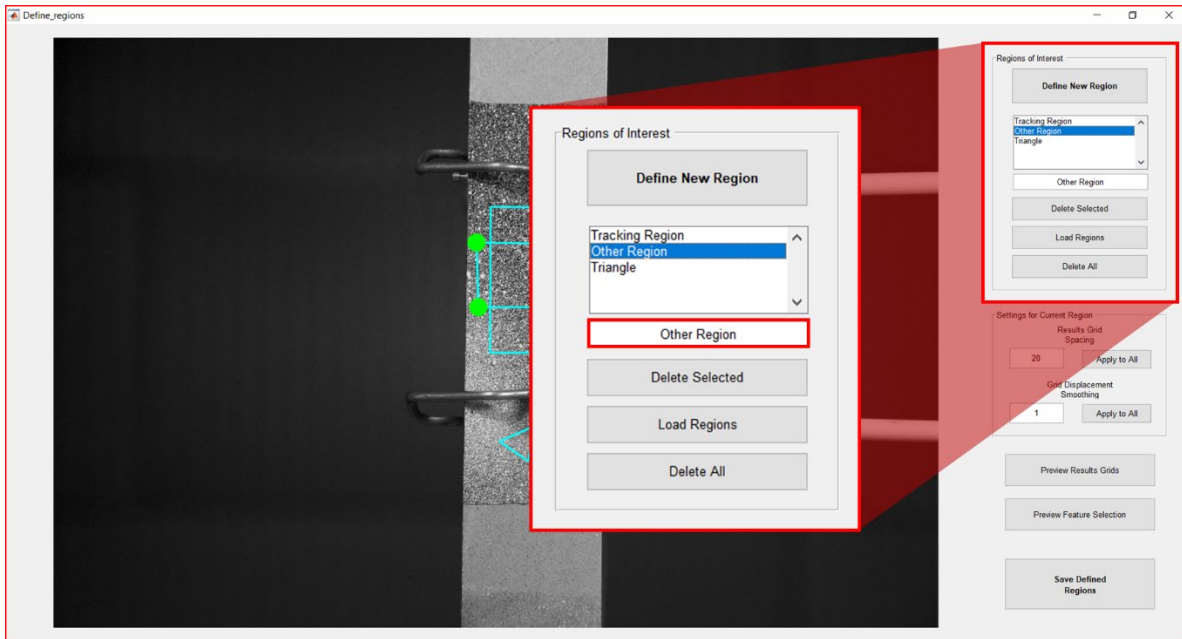 Define_regions
Regions of Interest
Define New Region
Tracking Region
Other Region
Triangle
Other Region
Delete Selected
Load Regions
Delete All
Regions of Interest
Define New Region
Tracking Region
Other Region
Triangle
Other Region
Delete Selected
Load Regions
Delete All
Settings for Current Region
Results Grid
Spacing
20
Apply to All
Grid Displacement
Smoothing
1
Apply to All
Preview Results Grids
Preview Feature Selection
Save Defined
Regions